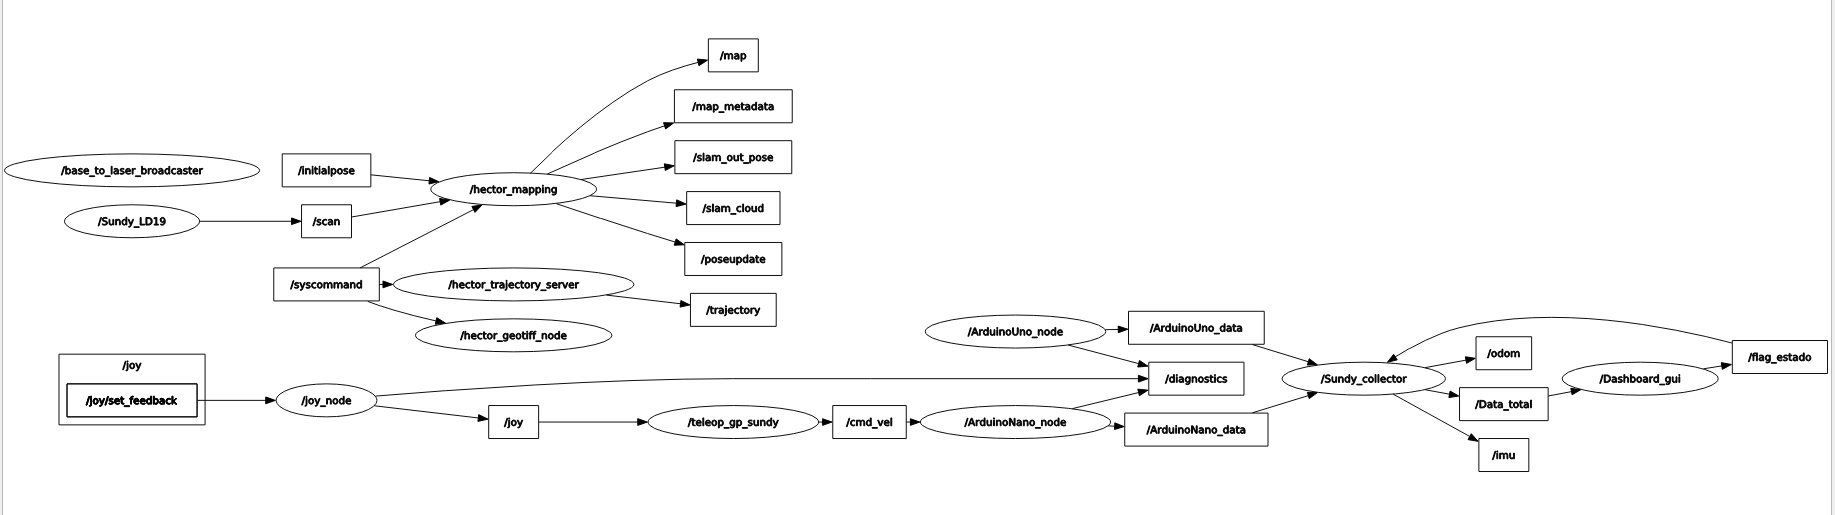 /map
/map_metadata
/base_to_laser_broadcaster
/initialpose
/slam_out_pose
/hector_mapping
/Sundy_LD19
/scan
/slam_cloud
/poseupdate
/syscommand
/hector_trajectory_server
/trajectory
/hector_geotiff_node
/ArduinoUno_node
/ArduinoUno_data
/odom
/flag_estado
/joy
/diagnostics
/Sundy_collector
/Dashboard_gui
/joy/set_feedback
/joy_node
/Data_total
/joy
/teleop_gp_sundy
/cmd_vel
/ArduinoNano_node
/ArduinoNano_data
/imu